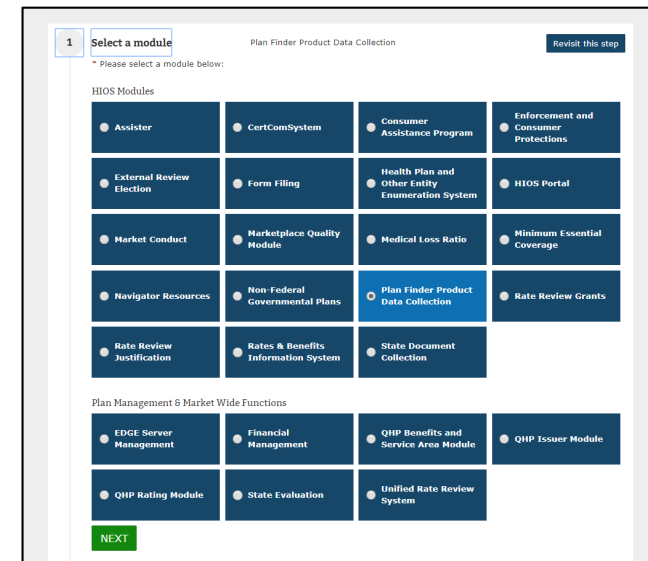 1 Select a module Plan Finder Product Data Collection Revisit this step
* Please select a module below:
HIOS Modules
Assister
CertComSystem
Consumer
Assistance Program
Enforcement and
Consumer
Protections
External Review
Election
Form Filing
Health Plan and
Other Entity
Enumeration System
HIOS Portal
Market Conduct
Marketplace Quality
Module
Medical Loss Ratio
Minimum Essential
Coverage
Navigator Resources
Non-Federal
Governmental Plans
Plan Finder Product
Data Collection
Rate Review Grants
Rate Review
Justification
Rates & Benefits
Information System
State Document
Collection
Plan Management & Market Wide Functions
EDGE Server
Management
Financial
Management
QHP Benefits and
Service Area Module
QHP Issuer Module
QHP Rating Module
State Evaluation
Unified Rate Review
System
NEXT